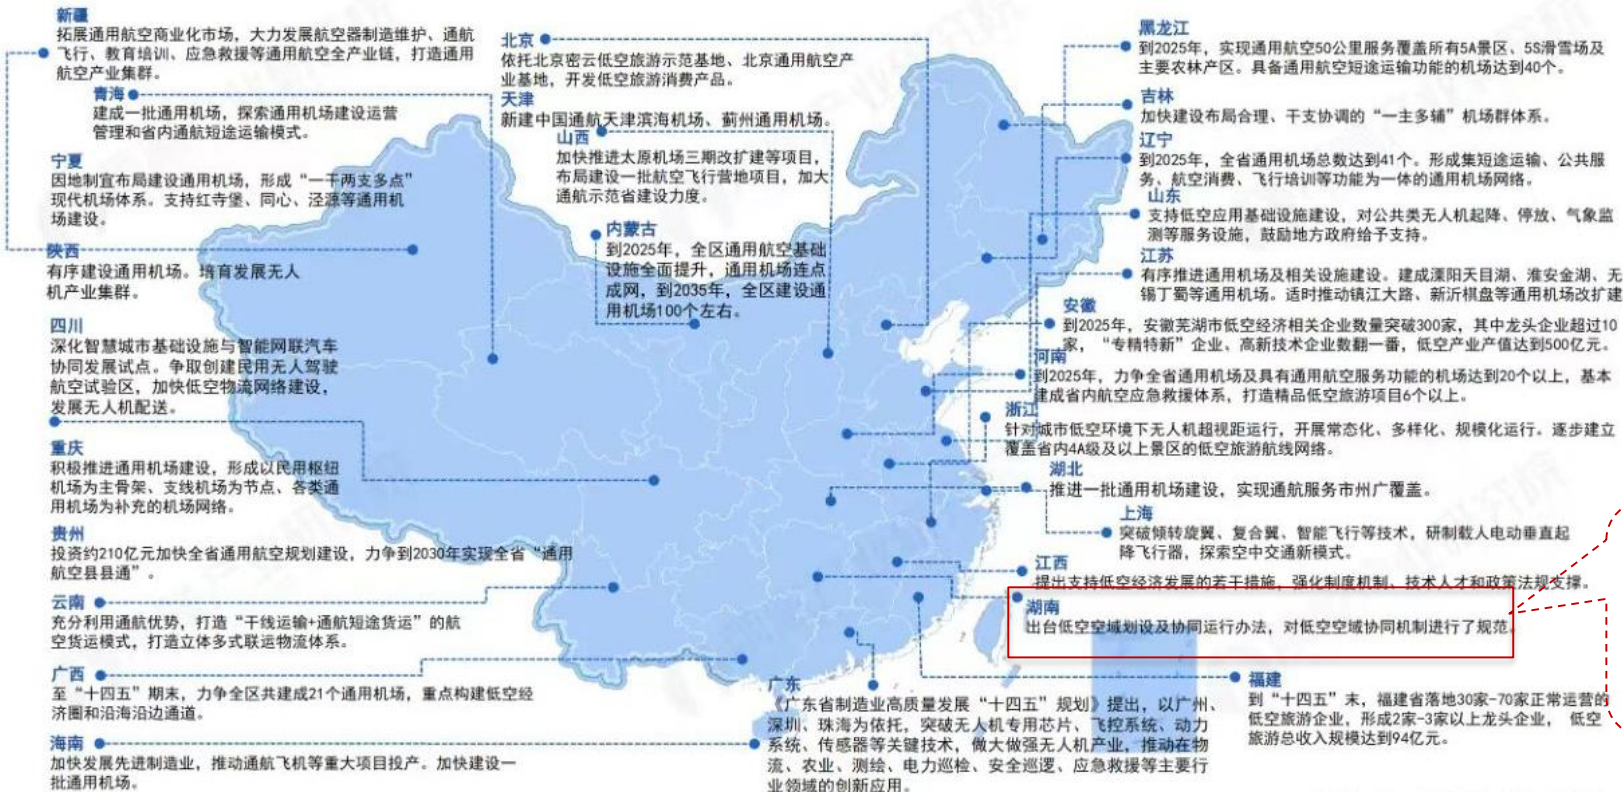 新疆
拓展通用航空商业化市场，大力发展航空器制造维护、通航
飞行、教育培训、应急救援等通用航空全产业链，打造通用
航空产业集群。
青海
建成一批通用机场，探索通用机场建设运营
管理和省内通航短途运输模式。
宁夏
因地制宜布局建设通用机场，形成“一干两支多点”
现代机场体系。支持红寺堡、同心、泾源等通用机
场建设。
陕西
有序建设通用机场。培育发展无人
机产业集群。
四川
深化智慧城市基础设施与智能网联汽车
协同发展试点。争取创建民用无人驾驶
航空试验区，加快低空物流网络建设，
发展无人机配送。
重庆
积极推进通用机场建设，形成以民用枢纽
机场为主骨架、支线机场为节点、各类通
用机场为补充的机场网络。
贵州
投资约210亿元加快全省通用航空规划建设，力争到2030年实现全省“通用
航空县县通”。
云南
充分利用通航优势，打造“干线运输+通航短途货运”的航
空货运模式，打造立体多式联运物流体系。
广西
至“十四五”期末，力争全区共建成21个通用机场，重点构建低空经
济圈和沿海沿边通道。
海南
加快发展先进制造业，推动通航飞机等重大项目投产。加快建设一
批通用机场。
北京
依托北京密云低空旅游示范基地、北京通用航空产
业基地，开发低空旅游消费产品。
天津
新建中国通航天津滨海机场、蓟州通用机场。
山西
加快推进太原机场三期改扩建等项目，
布局建设一批航空飞行营地项目，加大
通航示范省建设力度。
内蒙古
到2025年，全区通用航空基础
设施全面提升，通用机场连点
成网，到2035年，全区建设通
用机场100个左右。
黑龙江
到2025年，实现通用航空50公里服务覆盖所有5A景区、5S滑雪场及
主要农林产区。具备通用航空短途运输功能的机场达到40个。
吉林
加快建设布局合理、干支协调的“一主多辅”机场群体系。
辽宁
到2025年，全省通用机场总数达到41个。形成集短途运输、公共服
务、航空消费、飞行培训等功能为一体的通用机场网络。
山东
支持低空应用基础设施建设，对公共类无人机起降、停放、气象监
测等服务设施，鼓励地方政府给予支持。
江苏
有序推进通用机场及相关设施建设。建成溧阳天目湖、淮安金湖、无
锡丁蜀等通用机场。适时推动镇江大路、新沂棋盘等通用机场改扩建
安徽
到2025年，安徽芜湖市低空经济相关企业数量突破300家，其中龙头企业超过10
家，“专精特新”企业、高新技术企业数翻一番，低空产业产值达到500亿元。
河南
到2025年，力争全省通用机场及具有通用航空服务功能的机场达到20个以上，基本
建成省内航空应急救援体系，打造精品低空旅游项目6个以上。
浙江
针对城市低空环境下无人机超视距运行，开展常态化、多样化、规模化运行。逐步建立
覆盖省内4A级及以上景区的低空旅游航线网络。
湖北
推进一批通用机场建设，实现通航服务市州广覆盖。
上海
突破倾转旋翼、复合翼、智能飞行等技术，研制载人电动垂直起
降飞行器，探索空中交通新模式。
江西
提出支持低空经济发展的若干措施，强化制度机制、技术人才和政策法规支撑。
湖南
出台低空空域划设及协同运行办法，对低空空域协同机制进行了规范。
福建
到“十四五”末，福建省落地30家-70家正常运营的
低空旅游企业，形成2家-3家以上龙头企业， 低空
旅游总收入规模达到94亿元。
广东
《广东省制造业高质量发展“十四五”规划》提出，以广州、
深圳、珠海为依托，突破无人机专用芯片、飞控系统、动力
系统、传感器等关键技术，做大做强无人机产业，推动在物
流、农业、测绘、电力巡检、安全巡逻、应急救援等主要行
业领域的创新应用。